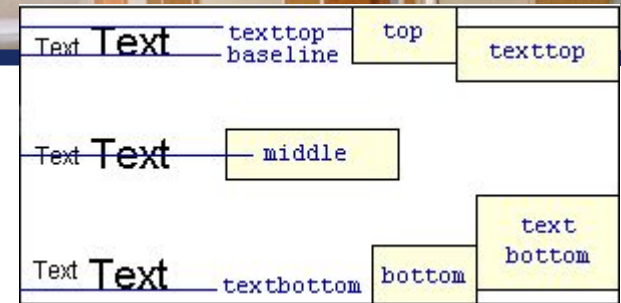 Text Text texttop top
baseline texttop
Text Text middle
text
bottom
Text Text textbottom bottom